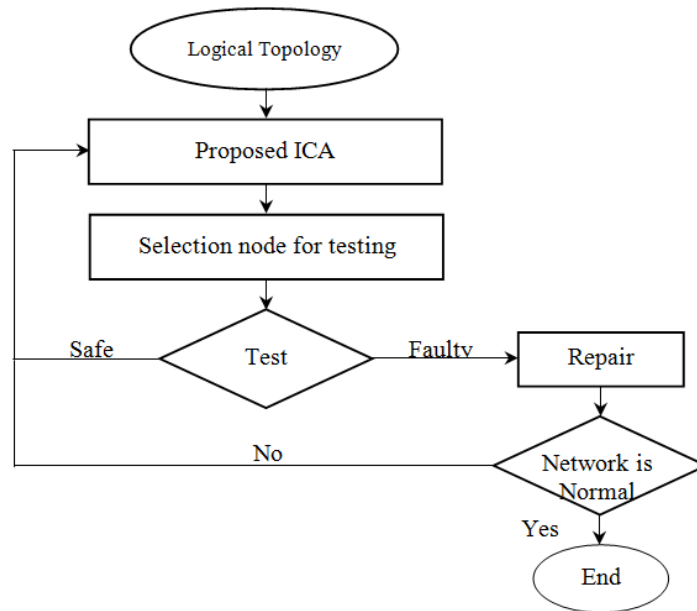 Logical Topology
Proposed ICA
Selection node for testing
Safe
Test
Faulty
Repair
No
Network is
Normal
Yes
End